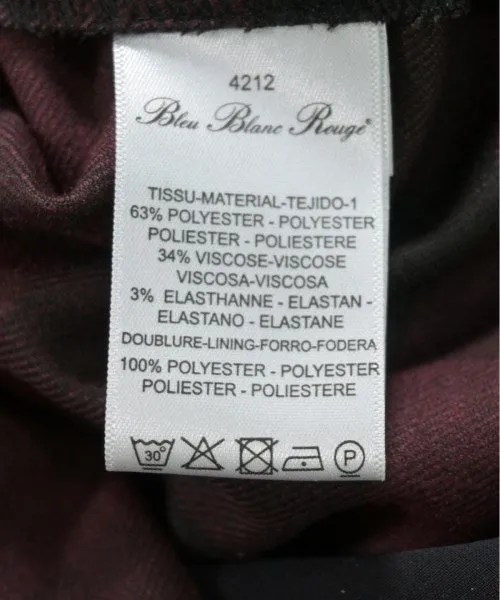 4212
Bleu Blanc Rouge
TISSU-MATERIAL-TEJIDO-1
63% POLYESTER - POLYESTER
POLIESTER - POLIESTERE
34% VISCOSE-VISCOSE
VISCOSA-VISCOSA
3% ELASTHANNE - ELASTAN -
ELASTANO - ELASTANE
DOUBLURE-LINING-FORRO-FODERA
100% POLYESTER - POLYESTER
POLIESTER - POLIESTERE
30° P